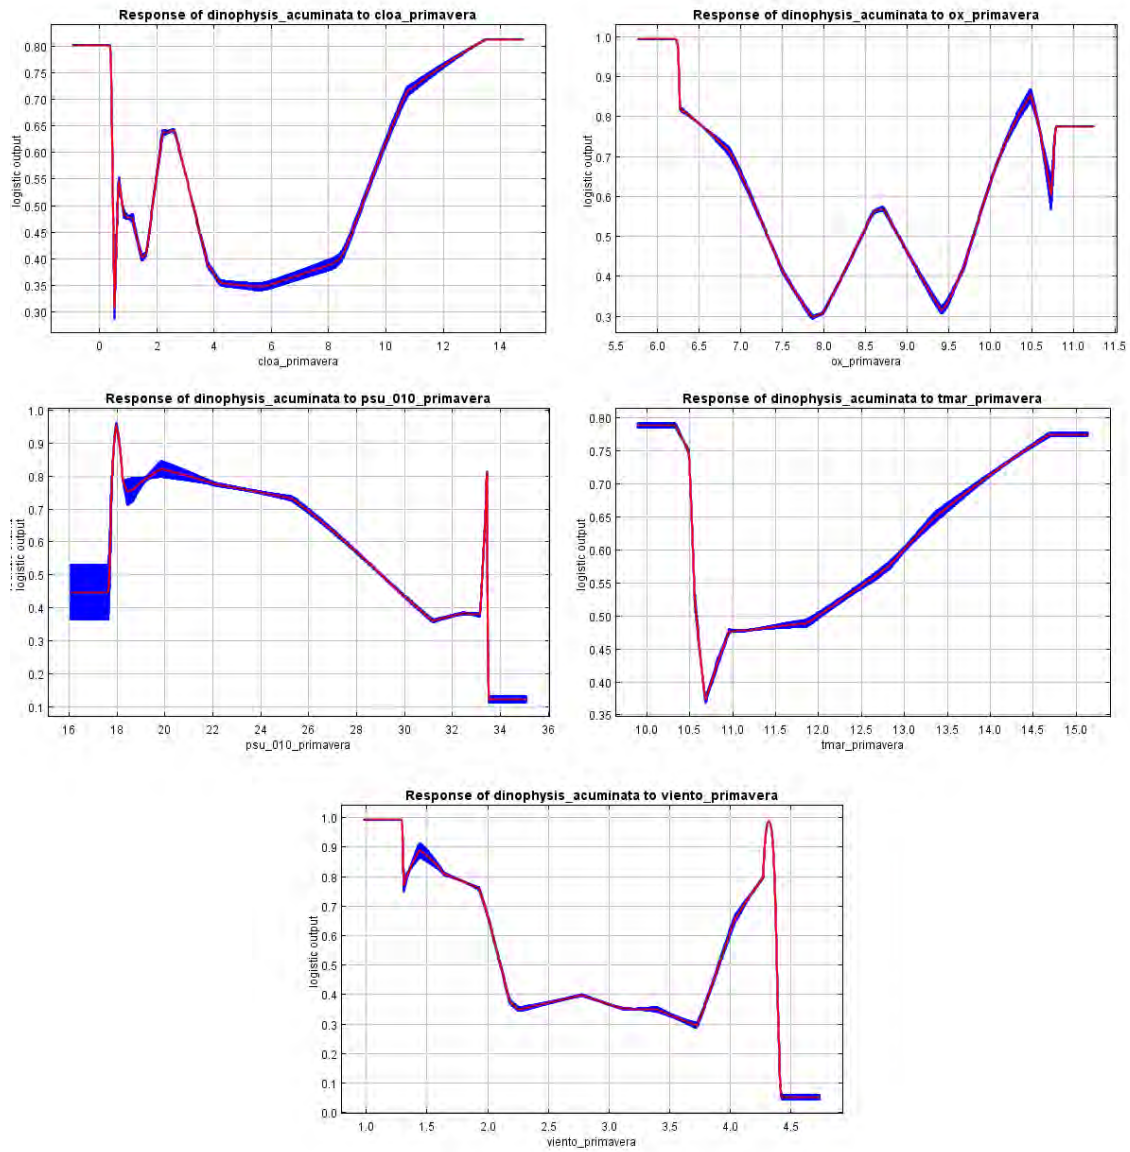 Response of dinophysis_acuminata to cloa_primavera
0.80
0.75
0.70
0.65
0.60
0.55
0.50
0.45
0.40
0.35
0.30
logistic output
0 2 4 6 8 10 12 14
cloa_primavera
Response of dinophysis_acuminata to ox_primavera
1.0
0.9
0.8
0.7
0.6
0.5
0.4
0.3
logistic output
5.5 6.0 6.5 7.0 7.5 8.0 8.5 9.0 9.5 10.0 10.5 11.0 11.5
ox_primavera
Response of dinophysis_acuminata to psu_010_primavera
1.0
0.9
0.8
0.7
0.6
0.5
0.4
0.3
0.2
0.1
logistic output
16 18 20 22 24 26 28 30 32 34 36
psu_010_primavera
Response of dinophysis_acuminata to tmar_primavera
0.80
0.75
0.70
0.65
0.60
0.55
0.50
0.45
0.40
0.35
logistic output
10.0 10.5 11.0 11.5 12.0 12.5 13.0 13.5 14.0 14.5 15.0
tmar_primavera
Response of dinophysis_acuminata to viento_primavera
1.0
0.9
0.8
0.7
0.6
0.5
0.4
0.3
0.2
0.1
0.0
logistic output
1.0 1.5 2.0 2.5 3.0 3.5 4.0 4.5
viento_primavera